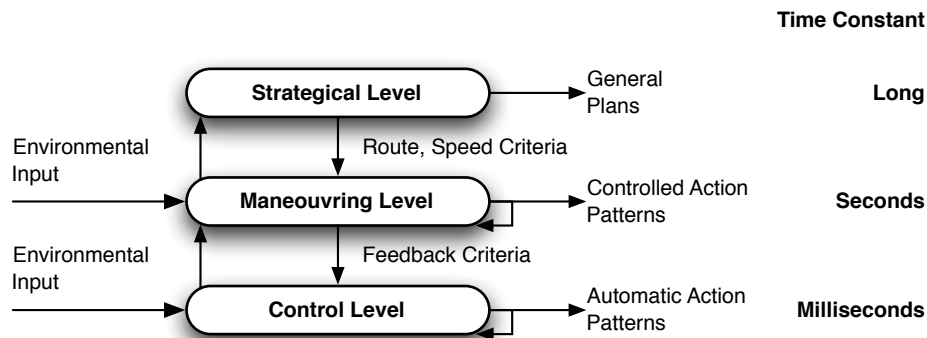 Time Constant
Strategical Level
General
Plans
Long
Route, Speed Criteria
Environmental
Input
Maneouvring Level
Controlled Action
Patterns
Seconds
Feedback Criteria
Environmental
Input
Control Level
Automatic Action
Patterns
Milliseconds